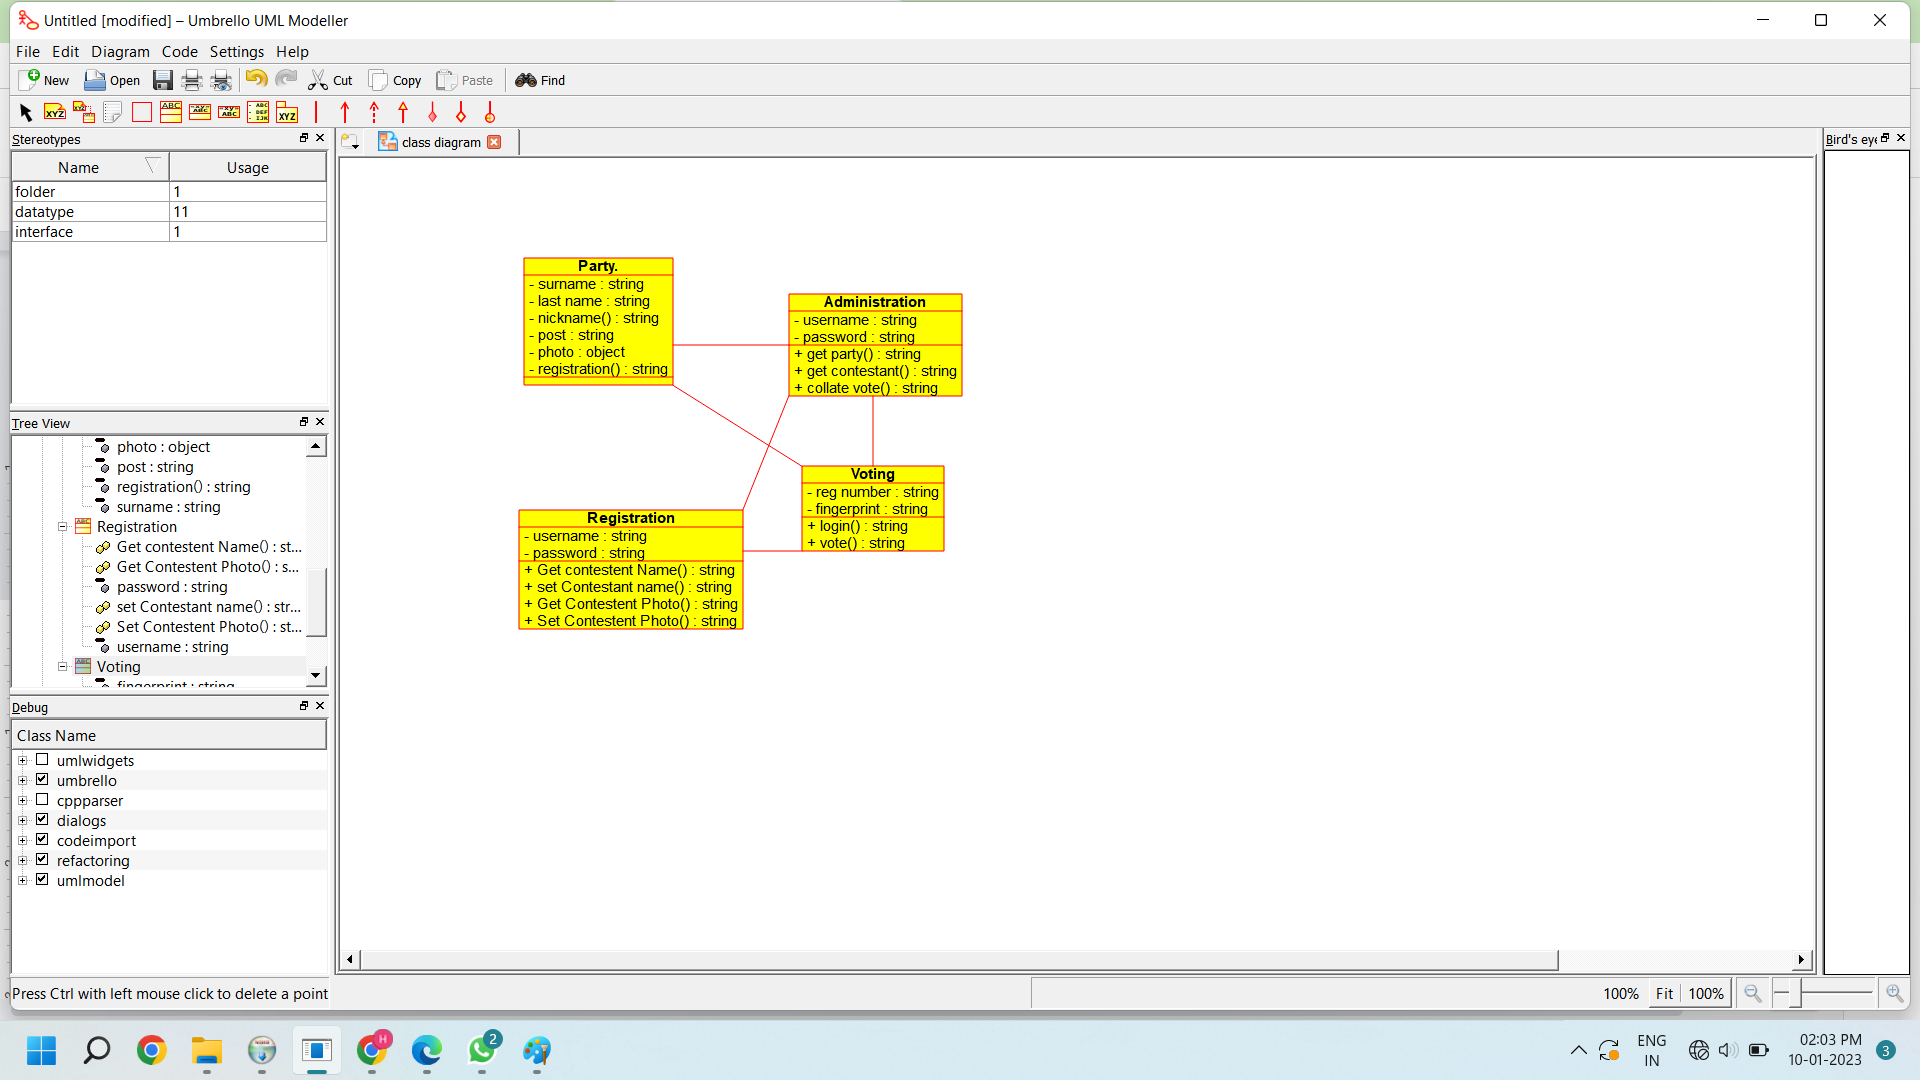 Untitled [modified] – Umbrello UML Modeller
File Edit Diagram Code Settings Help
New Open Cut Copy Paste Find
Stereotypes
Name Usage
folder 1
datatype 11
interface 1
Tree View
photo : object
post : string
registration() : string
surname : string
Registration
Get contestent Name() : st...
Get Contestent Photo() : s...
password : string
set Contestant name() : str...
Set Contestent Photo() : st...
username : string
Voting
fingerprint : string
Debug
Class Name
umlwidgets
umbrello
cppparser
dialogs
codeimport
refactoring
umlmodel
class diagram
Party.
- surname : string
- last name : string
- nickname() : string
- post : string
- photo : object
- registration() : string
Administration
- username : string
- password : string
+ get party() : string
+ get contestant() : string
+ collate vote() : string
Voting
- reg number : string
- fingerprint : string
+ login() : string
+ vote() : string
Registration
- username : string
- password : string
+ Get contestent Name() : string
+ set Contestant name() : string
+ Get Contestent Photo() : string
+ Set Contestent Photo() : string
Bird's eye
Press Ctrl with left mouse click to delete a point
100% Fit 100%
H
2
ENG
IN
02:03 PM
10-01-2023
3